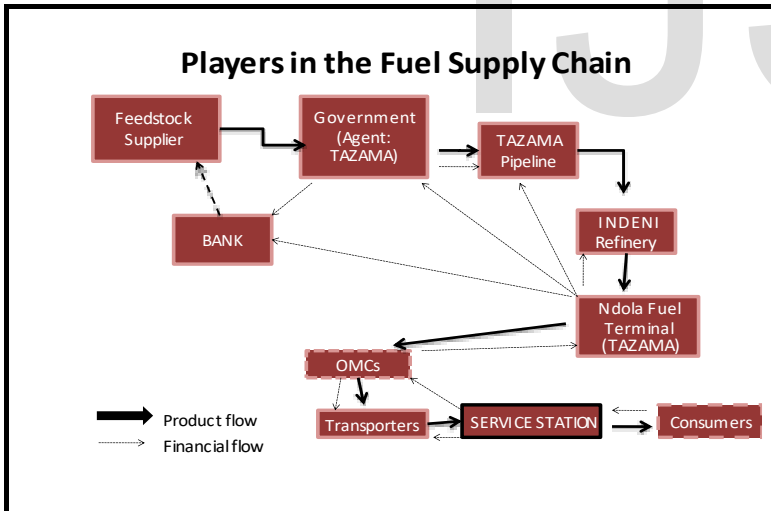 Players in the Fuel Supply Chain
Feedstock
Supplier
Government
(Agent:
TAZAMA)
TAZAMA
Pipeline
BANK
INDENI
Refinery
Ndola Fuel
Terminal
(TAZAMA)
OMCs
Transporters
SERVICE STATION
Consumers
Product flow
Financial flow